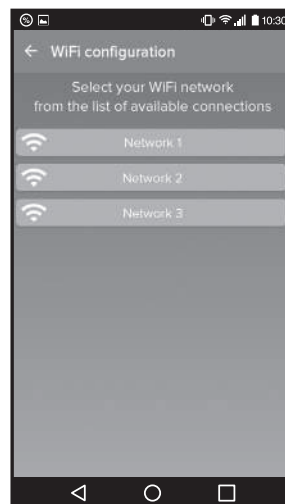 10:30
WiFi configuration
Select your WiFi network
from the list of available connections
Network 1
Network 2
Network 3